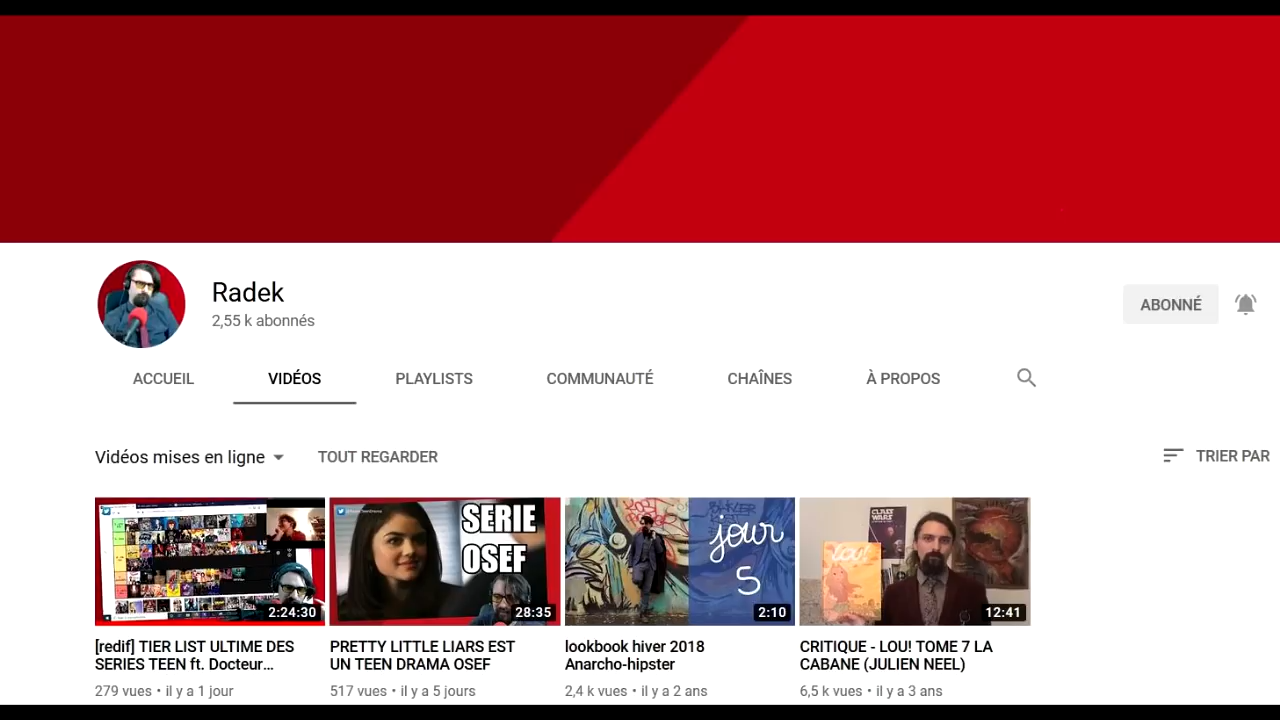 Radek
2,55 k abonnés
ABONNÉ
ACCUEIL
VIDÉOS
PLAYLISTS
COMMUNAUTÉ
CHAÎNES
À PROPOS
Vidéos mises en ligne
TOUT REGARDER
TRIER PAR
2:24:30
SERIE
OSEF
28:35
jour
5
2:10
CLASS
WARS
LOU!
12:41
[redif] TIER LIST ULTIME DES
SERIES TEEN ft. Docteur...
279 vues • il y a 1 jour
PRETTY LITTLE LIARS EST
UN TEEN DRAMA OSEF
517 vues • il y a 5 jours
lookbook hiver 2018
Anarcho-hipster
2,4 k vues • il y a 2 ans
CRITIQUE - LOU! TOME 7 LA
CABANE (JULIEN NEEL)
6,5 k vues • il y a 3 ans